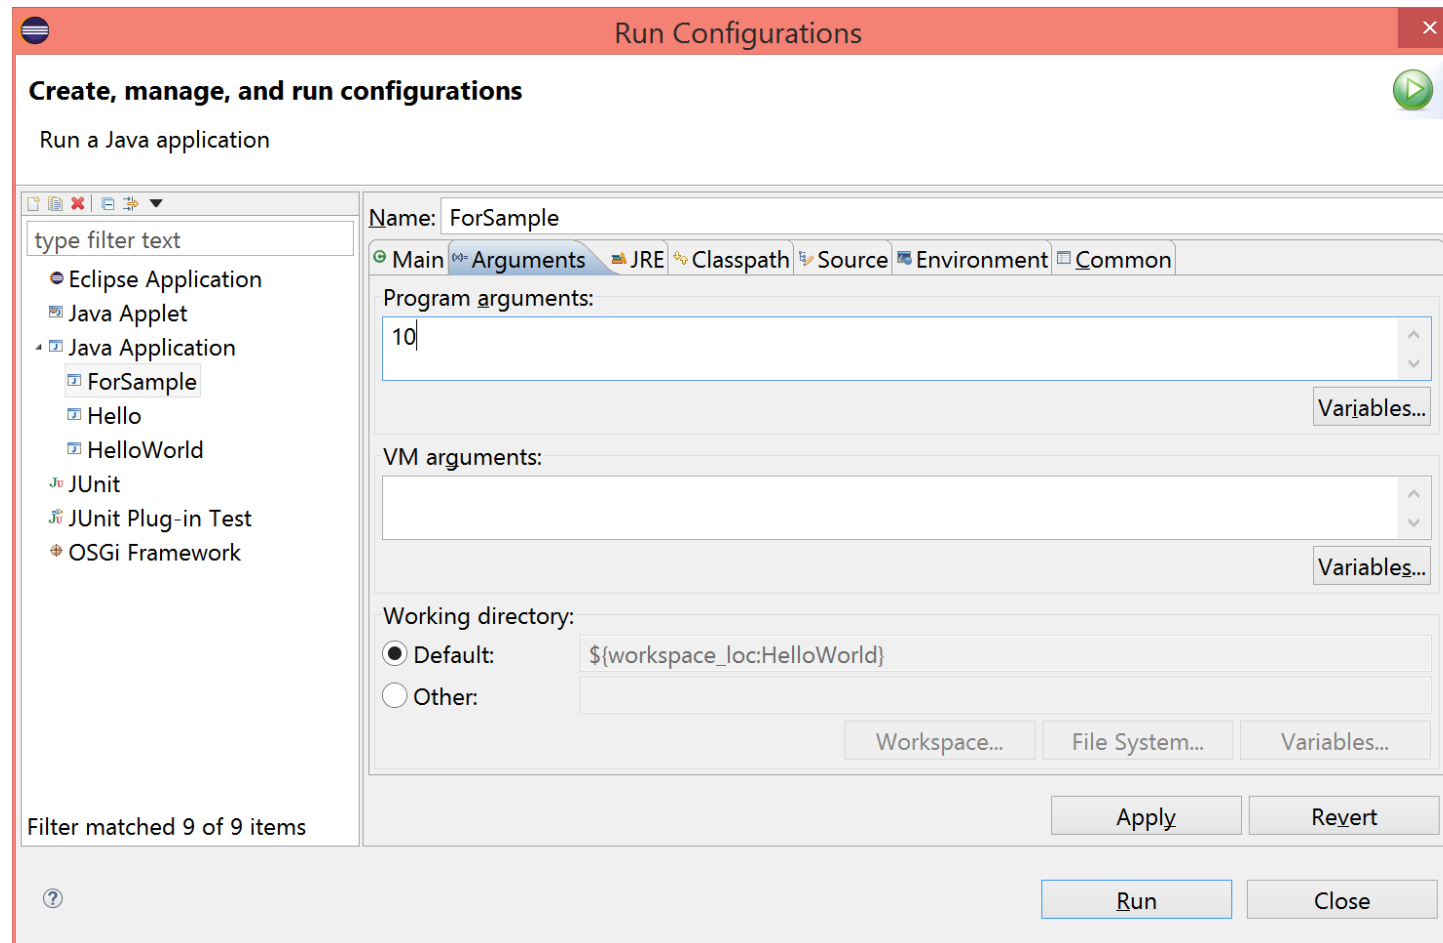 Run Configurations
Create, manage, and run configurations
Run a Java application
type filter text
Eclipse Application
Java Applet
Java Application
ForSample
Hello
HelloWorld
JUnit
JUnit Plug-in Test
OSGi Framework
Filter matched 9 of 9 items
Name: ForSample
Main Arguments JRE Classpath Source Environment Common
Program arguments:
10
Variables...
VM arguments:
Variables...
Working directory:
Default: ${workspace_loc:HelloWorld}
Other:
Workspace... File System... Variables...
Apply Revert
Run Close